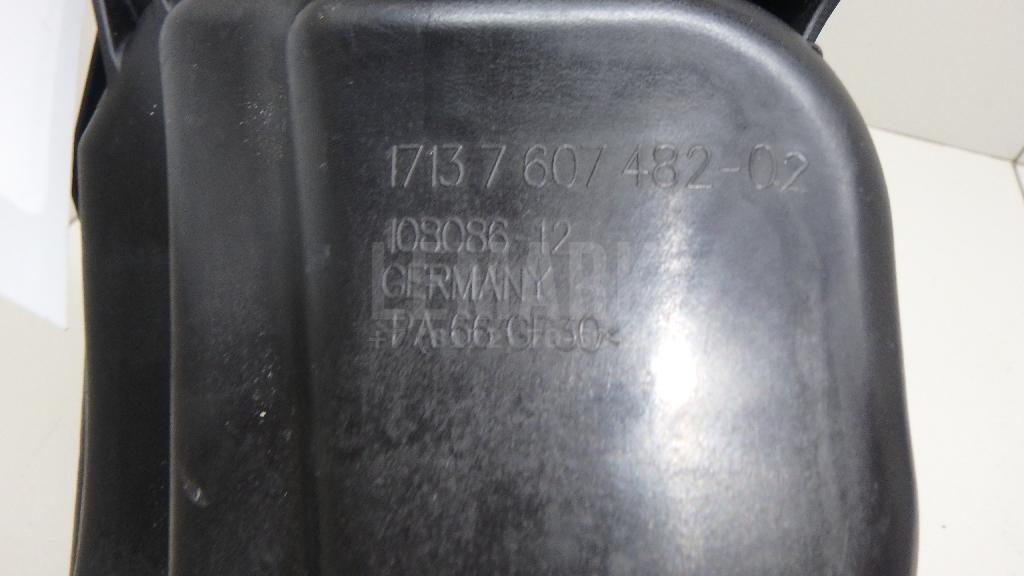 1713 7 607 482-02
108086-12
GERMANY
>PA 66 GF30<